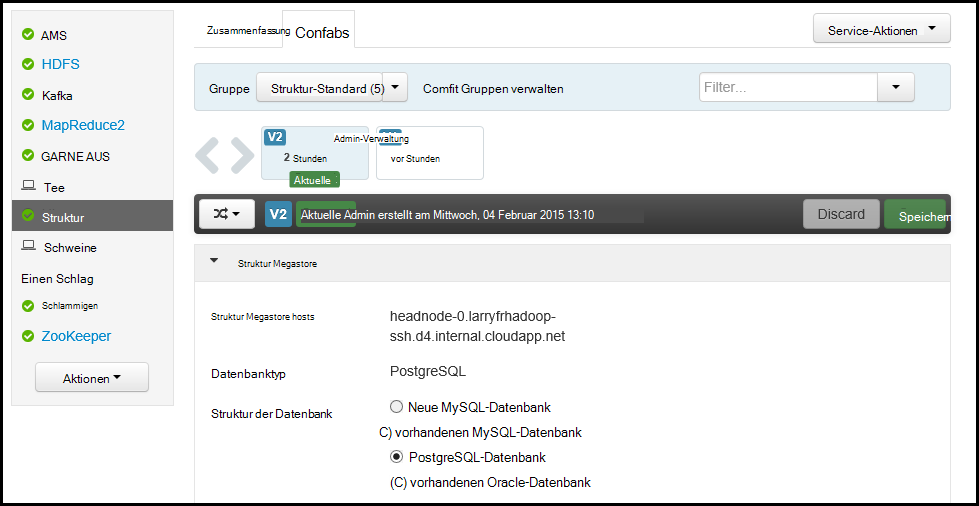 AMS
HDFS
Kafka
MapReduce2
GARNE AUS
Tee
Struktur
Schweine
Einen Schlag
Schlammigen
ZooKeeper
Aktionen
Zusammenfassung
Confabs
Service-Aktionen
Gruppe
Struktur-Standard (5)
Comfit Gruppen verwalten
Filter...
V2
Admin-Verwaltung
2 Stunden
vor Stunden
Aktuelle
V2
Aktuelle Admin erstellt am Mittwoch, 04 Februar 2015 13:10
Discard
Speichern
Struktur Megastore
Struktur Megastore hosts
headnode-0.larryfrhadoop-
ssh.d4.internal.cloudapp.net
Datenbanktyp
PostgreSQL
Struktur der Datenbank
Neue MySQL-Datenbank
C) vorhandenen MySQL-Datenbank
PostgreSQL-Datenbank
(C) vorhandenen Oracle-Datenbank